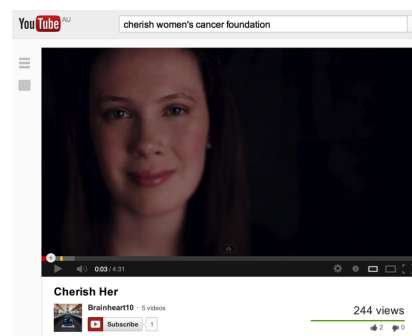 YouTube AU
cherish women's cancer foundation
0:03 / 4:31
Cherish Her
Brainheart10 · 5 videos
Subscribe 1
244 views
2 0